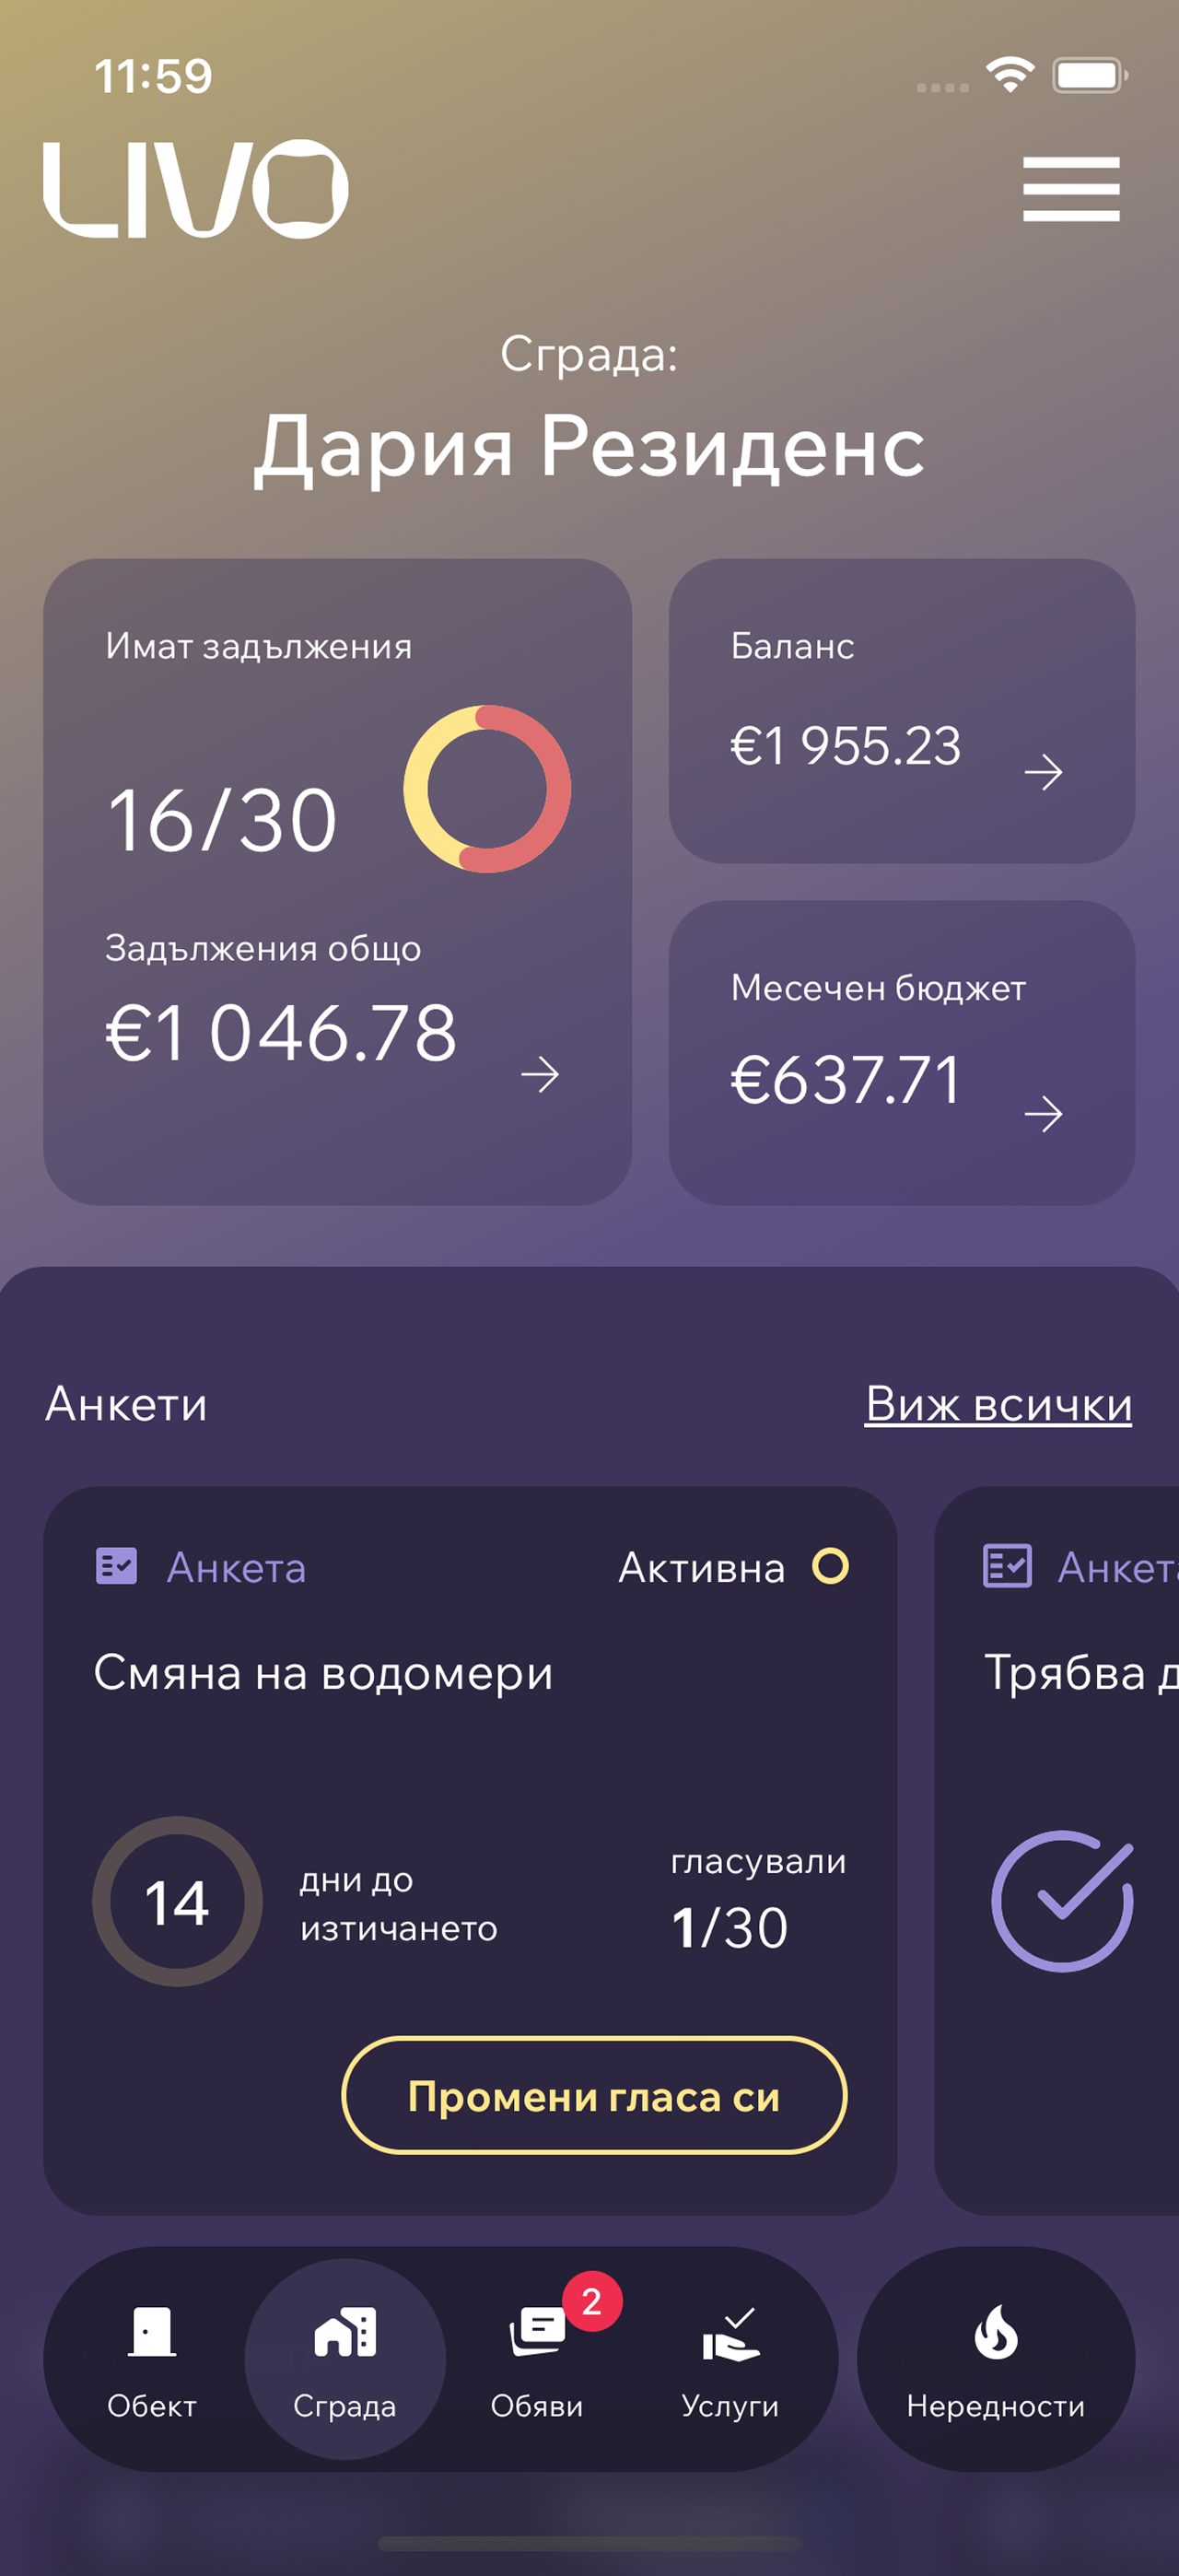 11:59
LIVO
Сграда:
Дария Резиденс
Имат задължения
16/30
Задължения общо
€1 046.78
Баланс
€1 955.23
Месечен бюджет
€637.71
Анкети
Виж всички
Анкета
Активна
Смяна на водомери
14
дни до
изтичането
гласували
1/30
Промени гласа си
Анкета
Трябва д
Обект
Сграда
2
Обяви
Услуги
Нередности